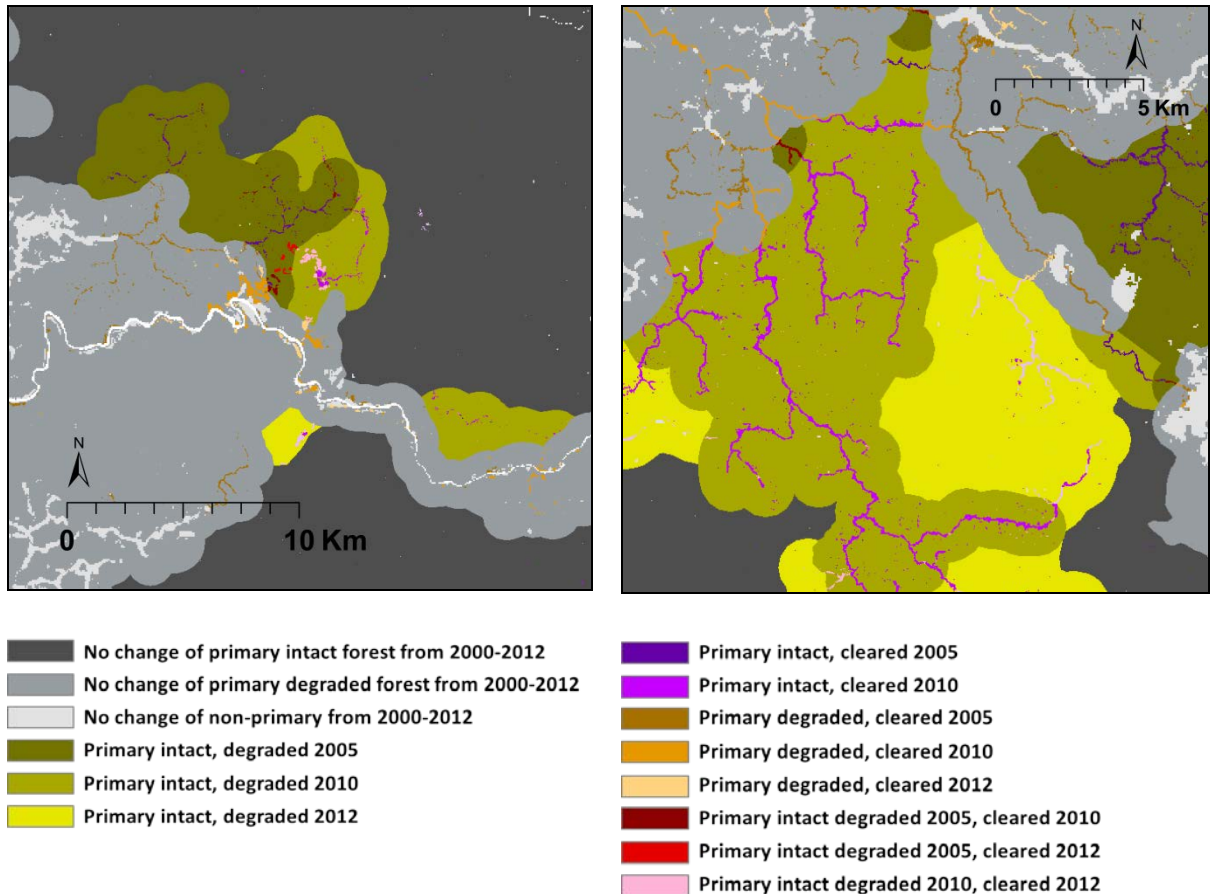 N
0 10 Km
N
0 5 Km
No change of primary intact forest from 2000-2012
No change of primary degraded forest from 2000-2012
No change of non-primary from 2000-2012
Primary intact, degraded 2005
Primary intact, degraded 2010
Primary intact, degraded 2012
Primary intact, cleared 2005
Primary intact, cleared 2010
Primary degraded, cleared 2005
Primary degraded, cleared 2010
Primary degraded, cleared 2012
Primary intact degraded 2005, cleared 2010
Primary intact degraded 2005, cleared 2012
Primary intact degraded 2010, cleared 2012